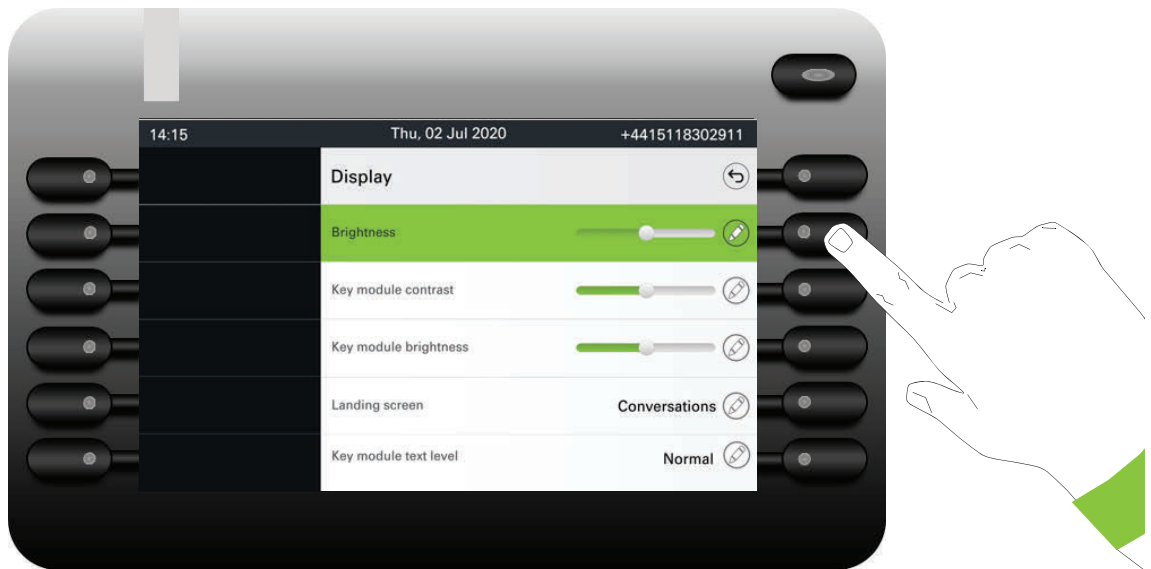 14:15 Thu, 02 Jul 2020 +4415118302911
Display
Brightness
Key module contrast
Key module brightness
Landing screen Conversations
Key module text level Normal